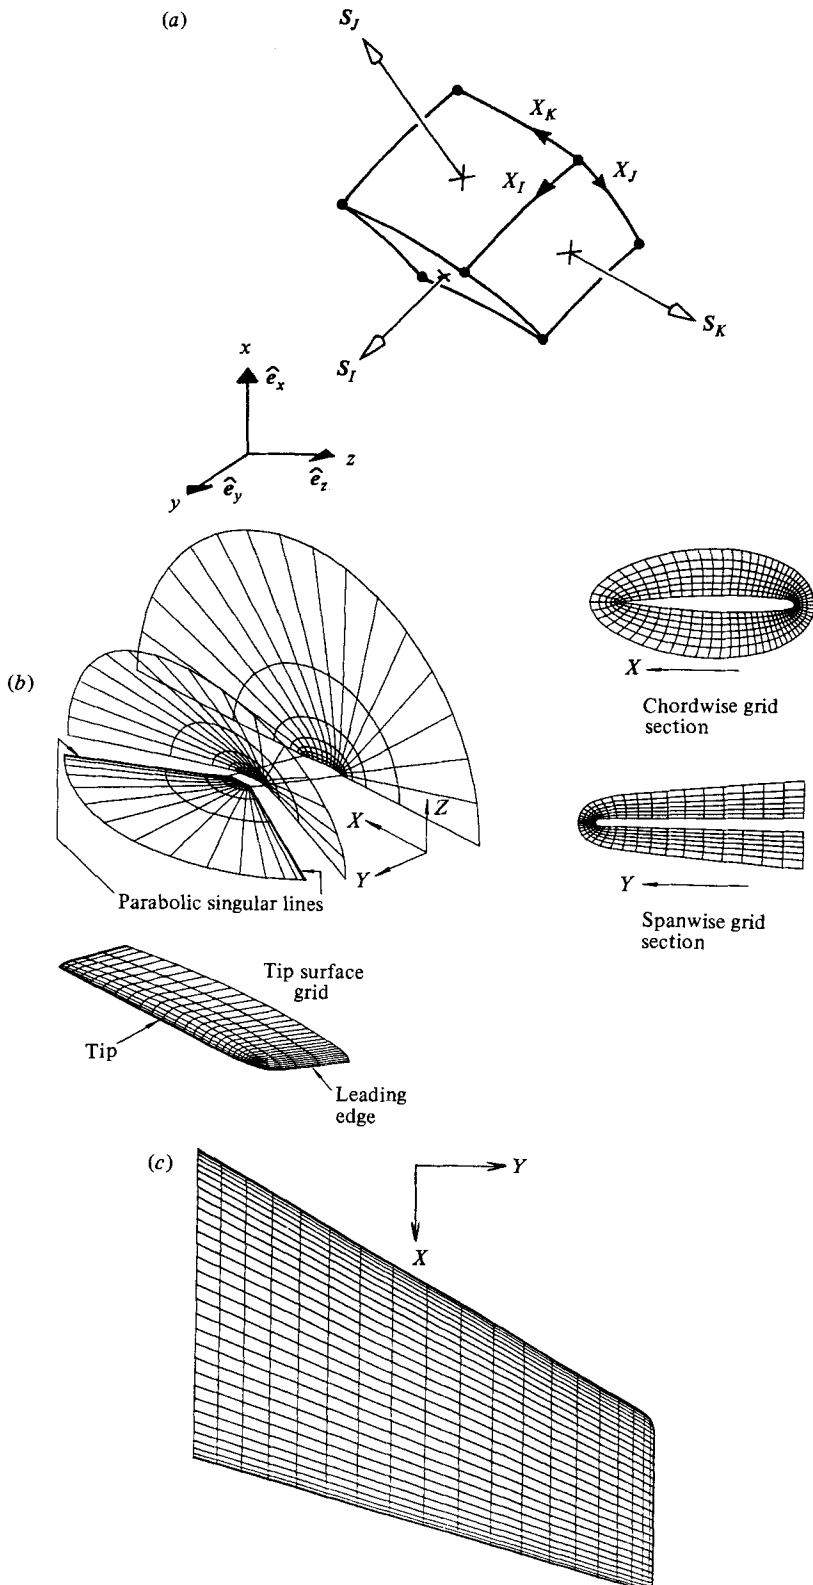 (a)
S_J
X_K
X_I
X_J
S_K
S_I
x
ê_x
z
ê_z
y
ê_y
(b)
X
Z
Y
Parabolic singular lines
X
Chordwise grid
section
Y
Spanwise grid
section
Tip surface
grid
Tip
Leading
edge
(c)
Y
X